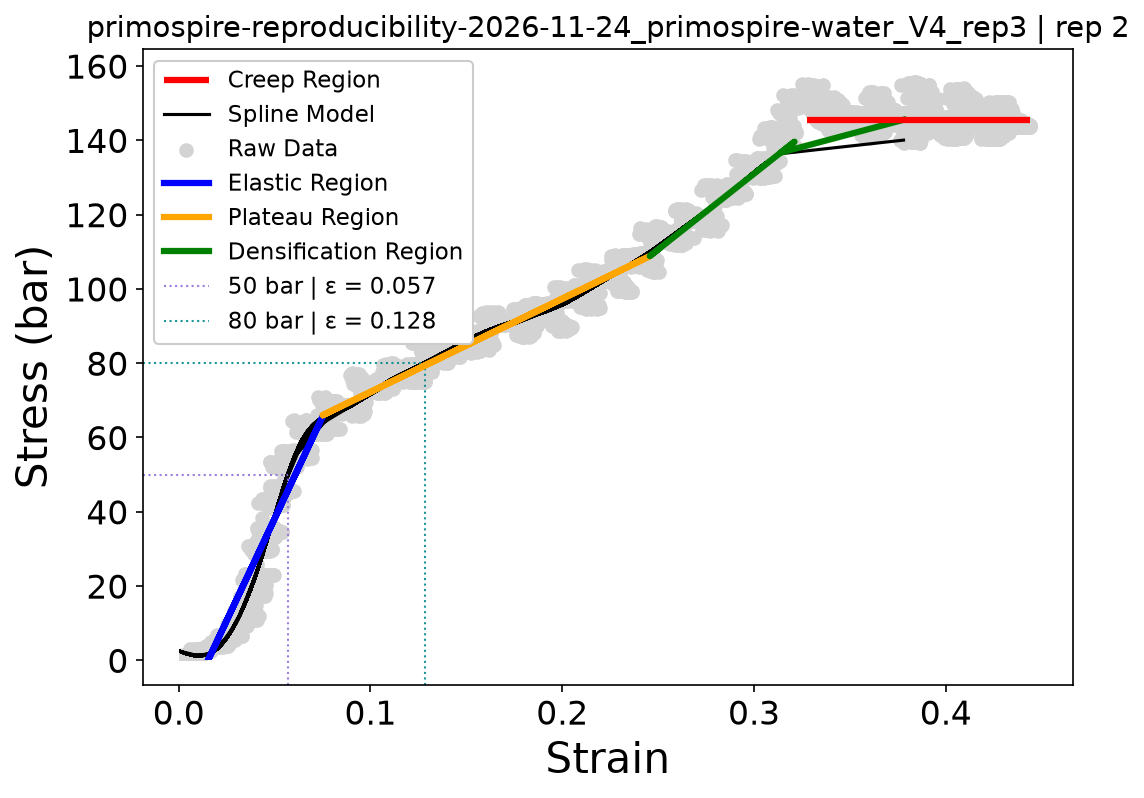 primospire-reproducibility-2026-11-24_primospire-water_V4_rep3 | rep 2
Stress (bar)
160
140
120
100
80
60
40
20
0
Creep Region
Spline Model
Raw Data
Elastic Region
Plateau Region
Densification Region
50 bar | ε = 0.057
80 bar | ε = 0.128
0.0 0.1 0.2 0.3 0.4
Strain